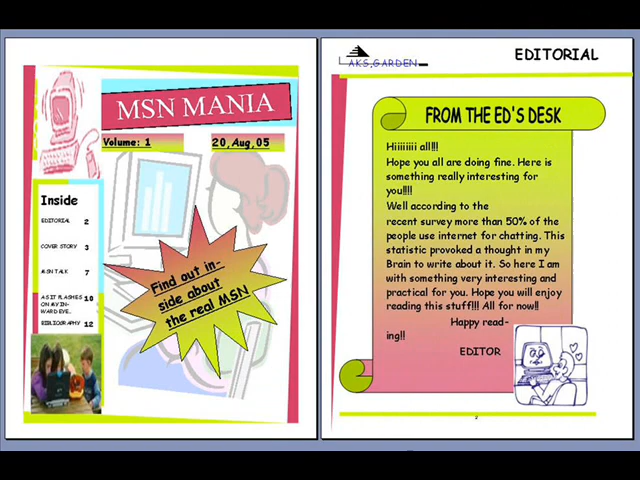 MSN MANIA
Volume: 1
20,Aug,05
Inside
EDITORIAL 2
COVER STORY 3
MSN TALK 7
AS IT FLASHES 10
ON MY IN-
WARD EYE..
BIBLIOGRAPHY 12
Find out in-
side about
the real MSN
AKS,GARDEN
EDITORIAL
FROM THE ED'S DESK
Hiiiiiiii all!!!
Hope you all are doing fine. Here is
something really interesting for
you!!!!
Well according to the
recent survey more than 50% of the
people use internet for chatting. This
statistic provoked a thought in my
Brain to write about it. So here I am
with something very interesting and
practical for you. Hope you will enjoy
reading this stuff!!! All for now!!
Happy read-
ing!!
EDITOR
2